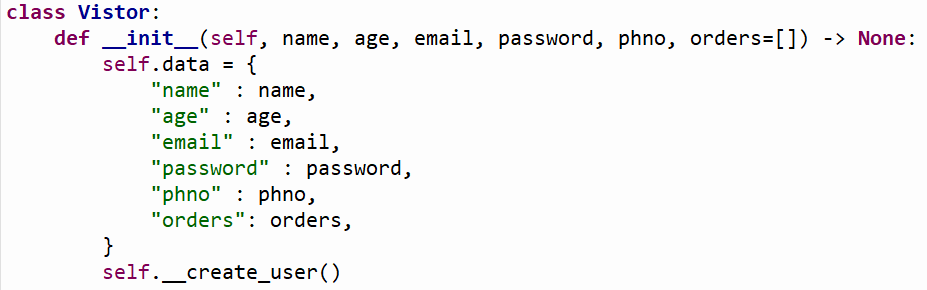 class Vistor:
    def __init__(self, name, age, email, password, phno, orders=[]) -> None:
        self.data = {
            "name" : name,
            "age" : age,
            "email" : email,
            "password" : password,
            "phno" : phno,
            "orders": orders,
        }
        self.__create_user()